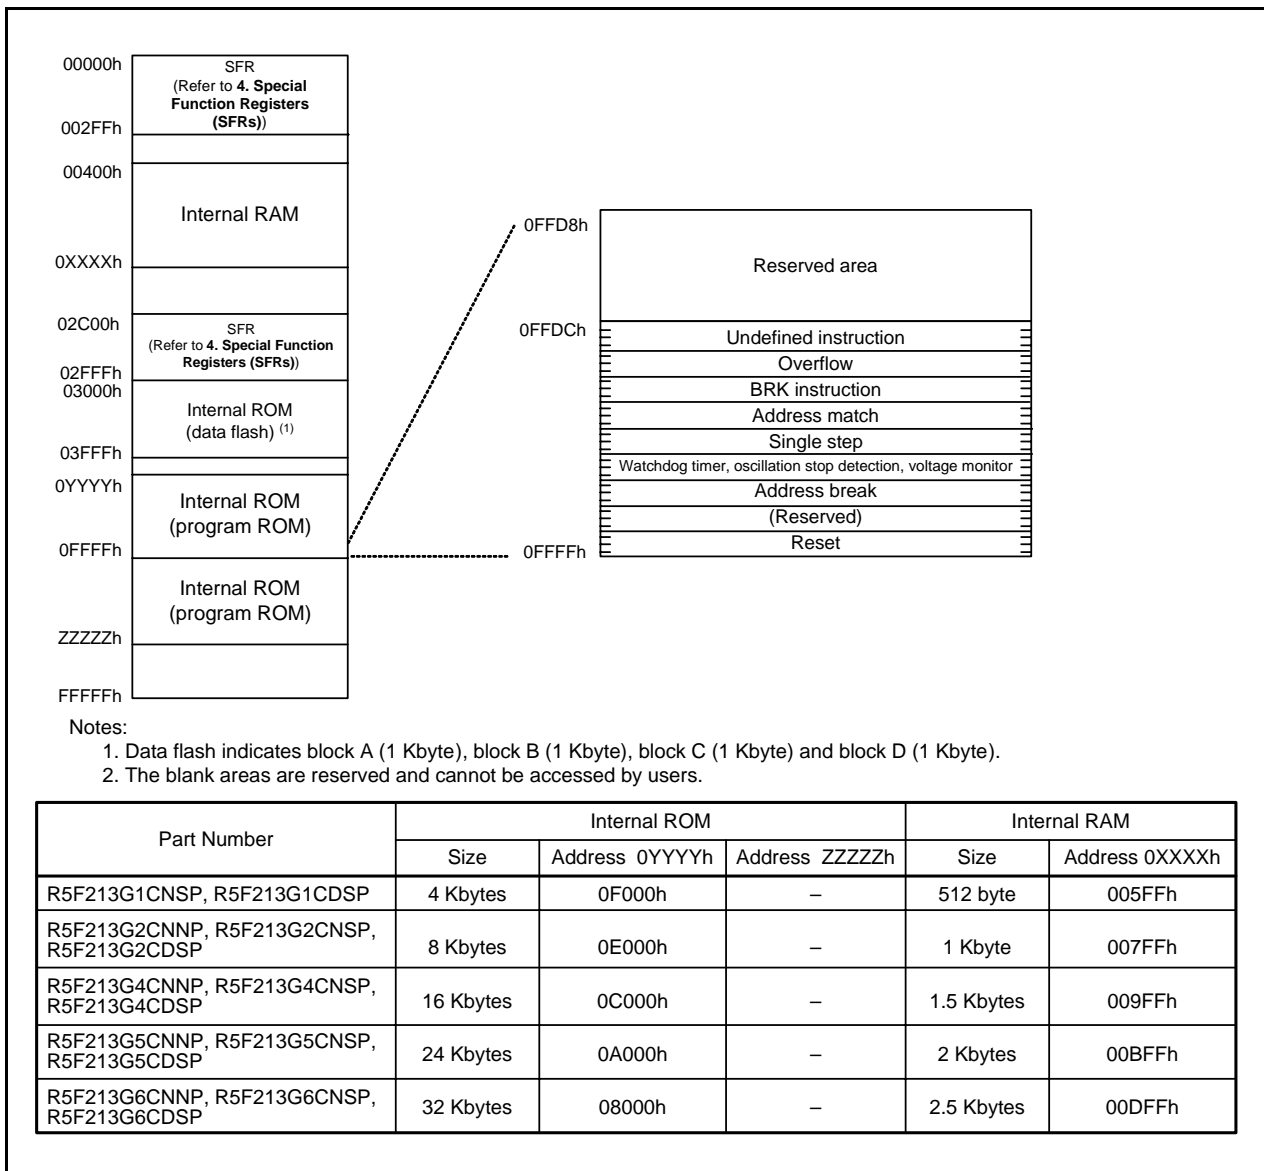 00000h
SFR
(Refer to 4. Special
Function Registers
(SFRs))
002FFh
00400h
Internal RAM
0XXXXh
02C00h
SFR
(Refer to 4. Special Function
Registers (SFRs))
02FFFh
03000h
Internal ROM
(data flash) (1)
03FFFh
0YYYYh
Internal ROM
(program ROM)
0FFFFh
Internal ROM
(program ROM)
ZZZZZh
FFFFFh
0FFD8h
Reserved area
0FFDCh
Undefined instruction
Overflow
BRK instruction
Address match
Single step
Watchdog timer, oscillation stop detection, voltage monitor
Address break
(Reserved)
Reset
0FFFFh
Notes:
1. Data flash indicates block A (1 Kbyte), block B (1 Kbyte), block C (1 Kbyte) and block D (1 Kbyte).
2. The blank areas are reserved and cannot be accessed by users.
Part Number Internal ROM Internal RAM
Size Address 0YYYYh Address ZZZZZh Size Address 0XXXXh
R5F213G1CNSP, R5F213G1CDSP 4 Kbytes 0F000h – 512 byte 005FFh
R5F213G2CNNP, R5F213G2CNSP,
R5F213G2CDSP 8 Kbytes 0E000h – 1 Kbyte 007FFh
R5F213G4CNNP, R5F213G4CNSP,
R5F213G4CDSP 16 Kbytes 0C000h – 1.5 Kbytes 009FFh
R5F213G5CNNP, R5F213G5CNSP,
R5F213G5CDSP 24 Kbytes 0A000h – 2 Kbytes 00BFFh
R5F213G6CNNP, R5F213G6CNSP,
R5F213G6CDSP 32 Kbytes 08000h – 2.5 Kbytes 00DFFh